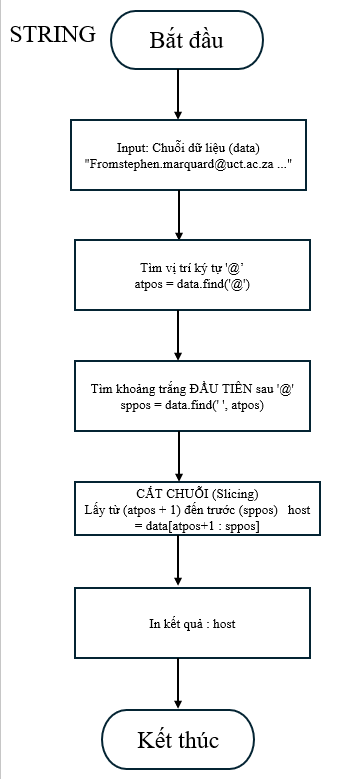 STRING
Bắt đầu
Input: Chuỗi dữ liệu (data)
"Fromstephen.marquard@uct.ac.za ..."
Tìm vị trí ký tự '@’
atpos = data.find('@')
Tìm khoảng trắng ĐẦU TIÊN sau '@'
sppos = data.find(' ', atpos)
CẮT CHUỖI (Slicing)
Lấy từ (atpos + 1) đến trước (sppos) host
= data[atpos+1 : sppos]
In kết quả : host
Kết thúc